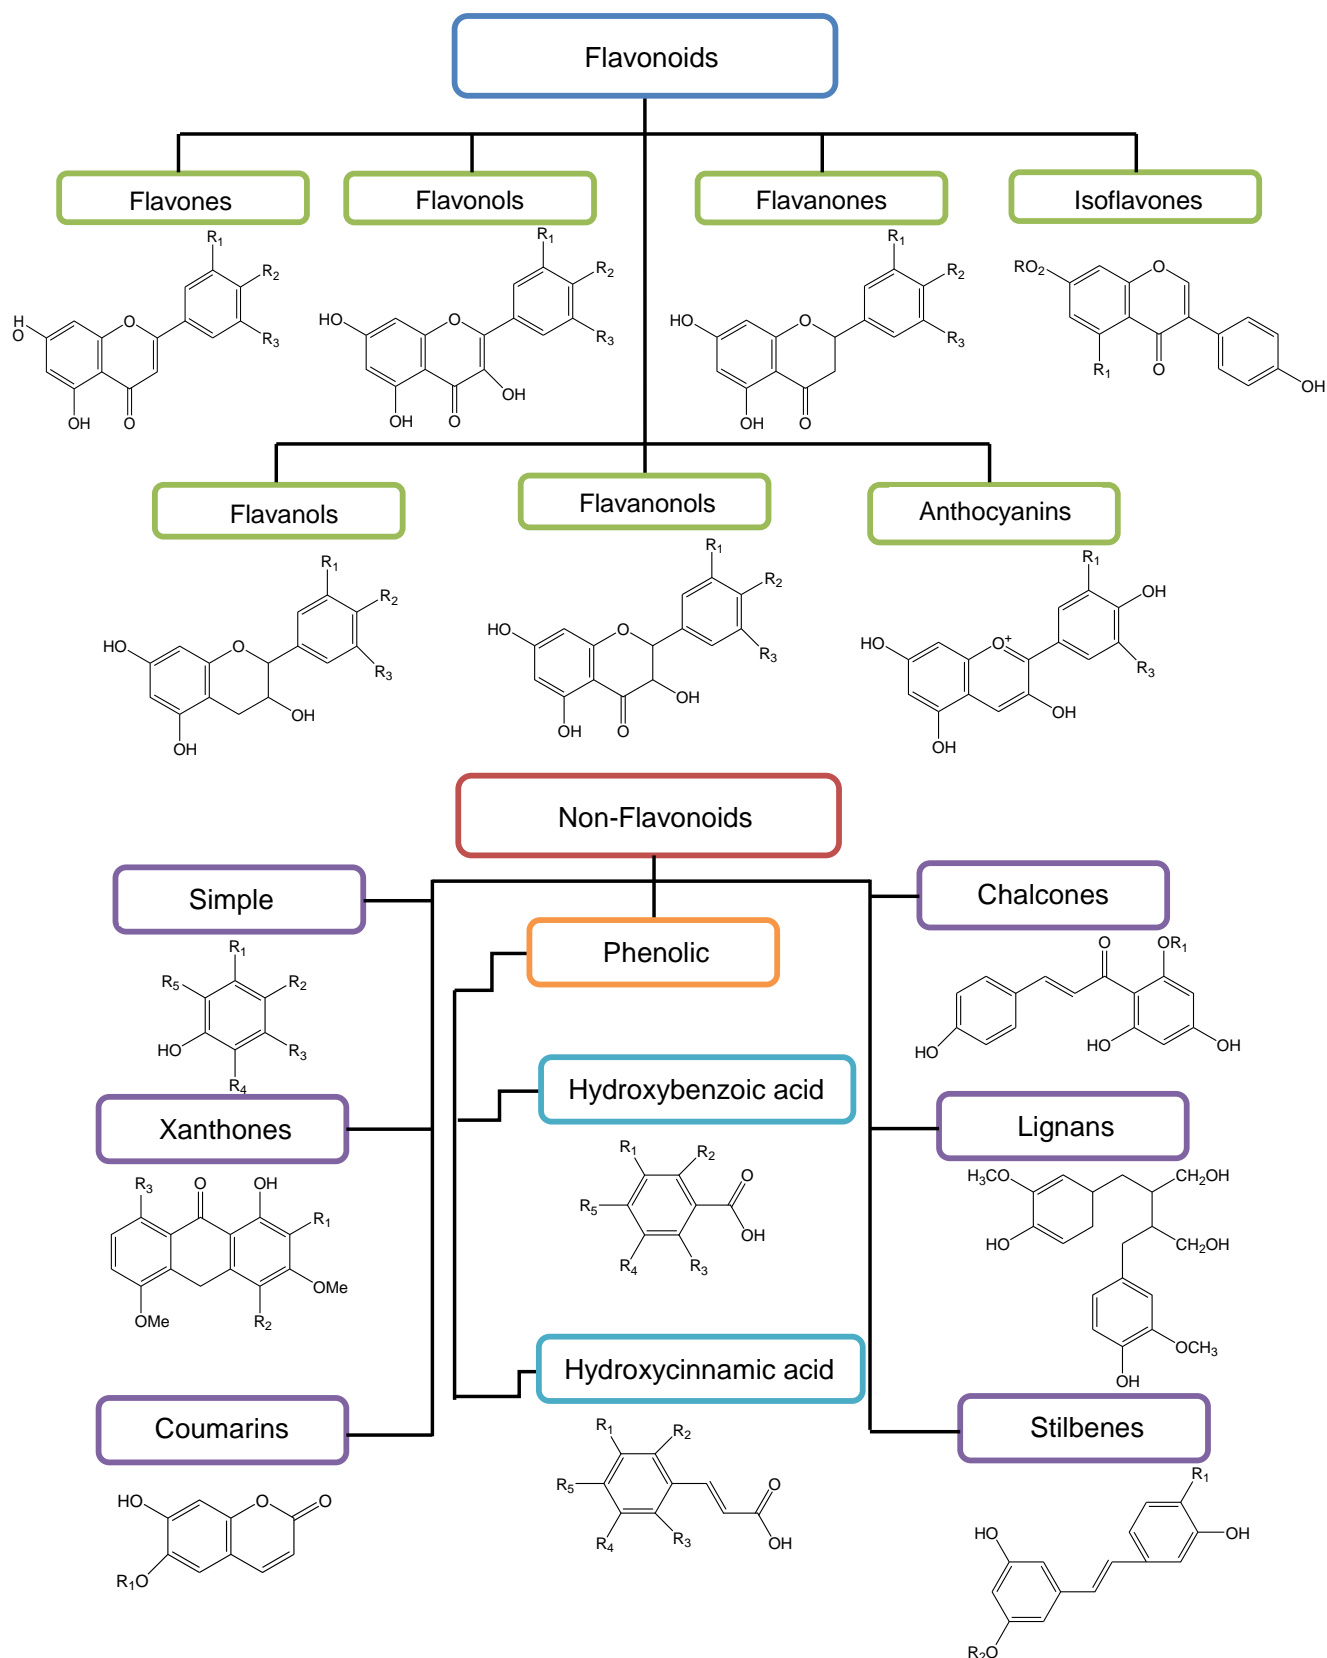 Flavonoids
Flavones
Flavonols
Flavanones
Isoflavones
R1
R2
R3
H
O
O
OH
O
R1
R2
R3
HO
O
OH
OH
O
R1
R2
R3
HO
O
OH
O
RO2
O
R1
O
OH
Flavanols
Flavanonols
Anthocyanins
R1
R2
R3
HO
O
OH
OH
R1
R2
R3
HO
O
OH
OH
O
R1
OH
R3
HO
O+
OH
OH
Non-Flavonoids
Simple
Chalcones
Phenolic
R1
R5
R2
HO
R3
R4
O
OR1
HO
HO
OH
Hydroxybenzoic acid
Xanthones
Lignans
R1
R2
O
R5
OH
R4
R3
R3
O
OH
R1
OMe
OMe
R2
H3CO
CH2OH
HO
CH2OH
OCH3
OH
Hydroxycinnamic acid
Coumarins
Stilbenes
R1
R2
R5
O
R4
R3
OH
HO
O
O
R1O
R1
HO
OH
R2O